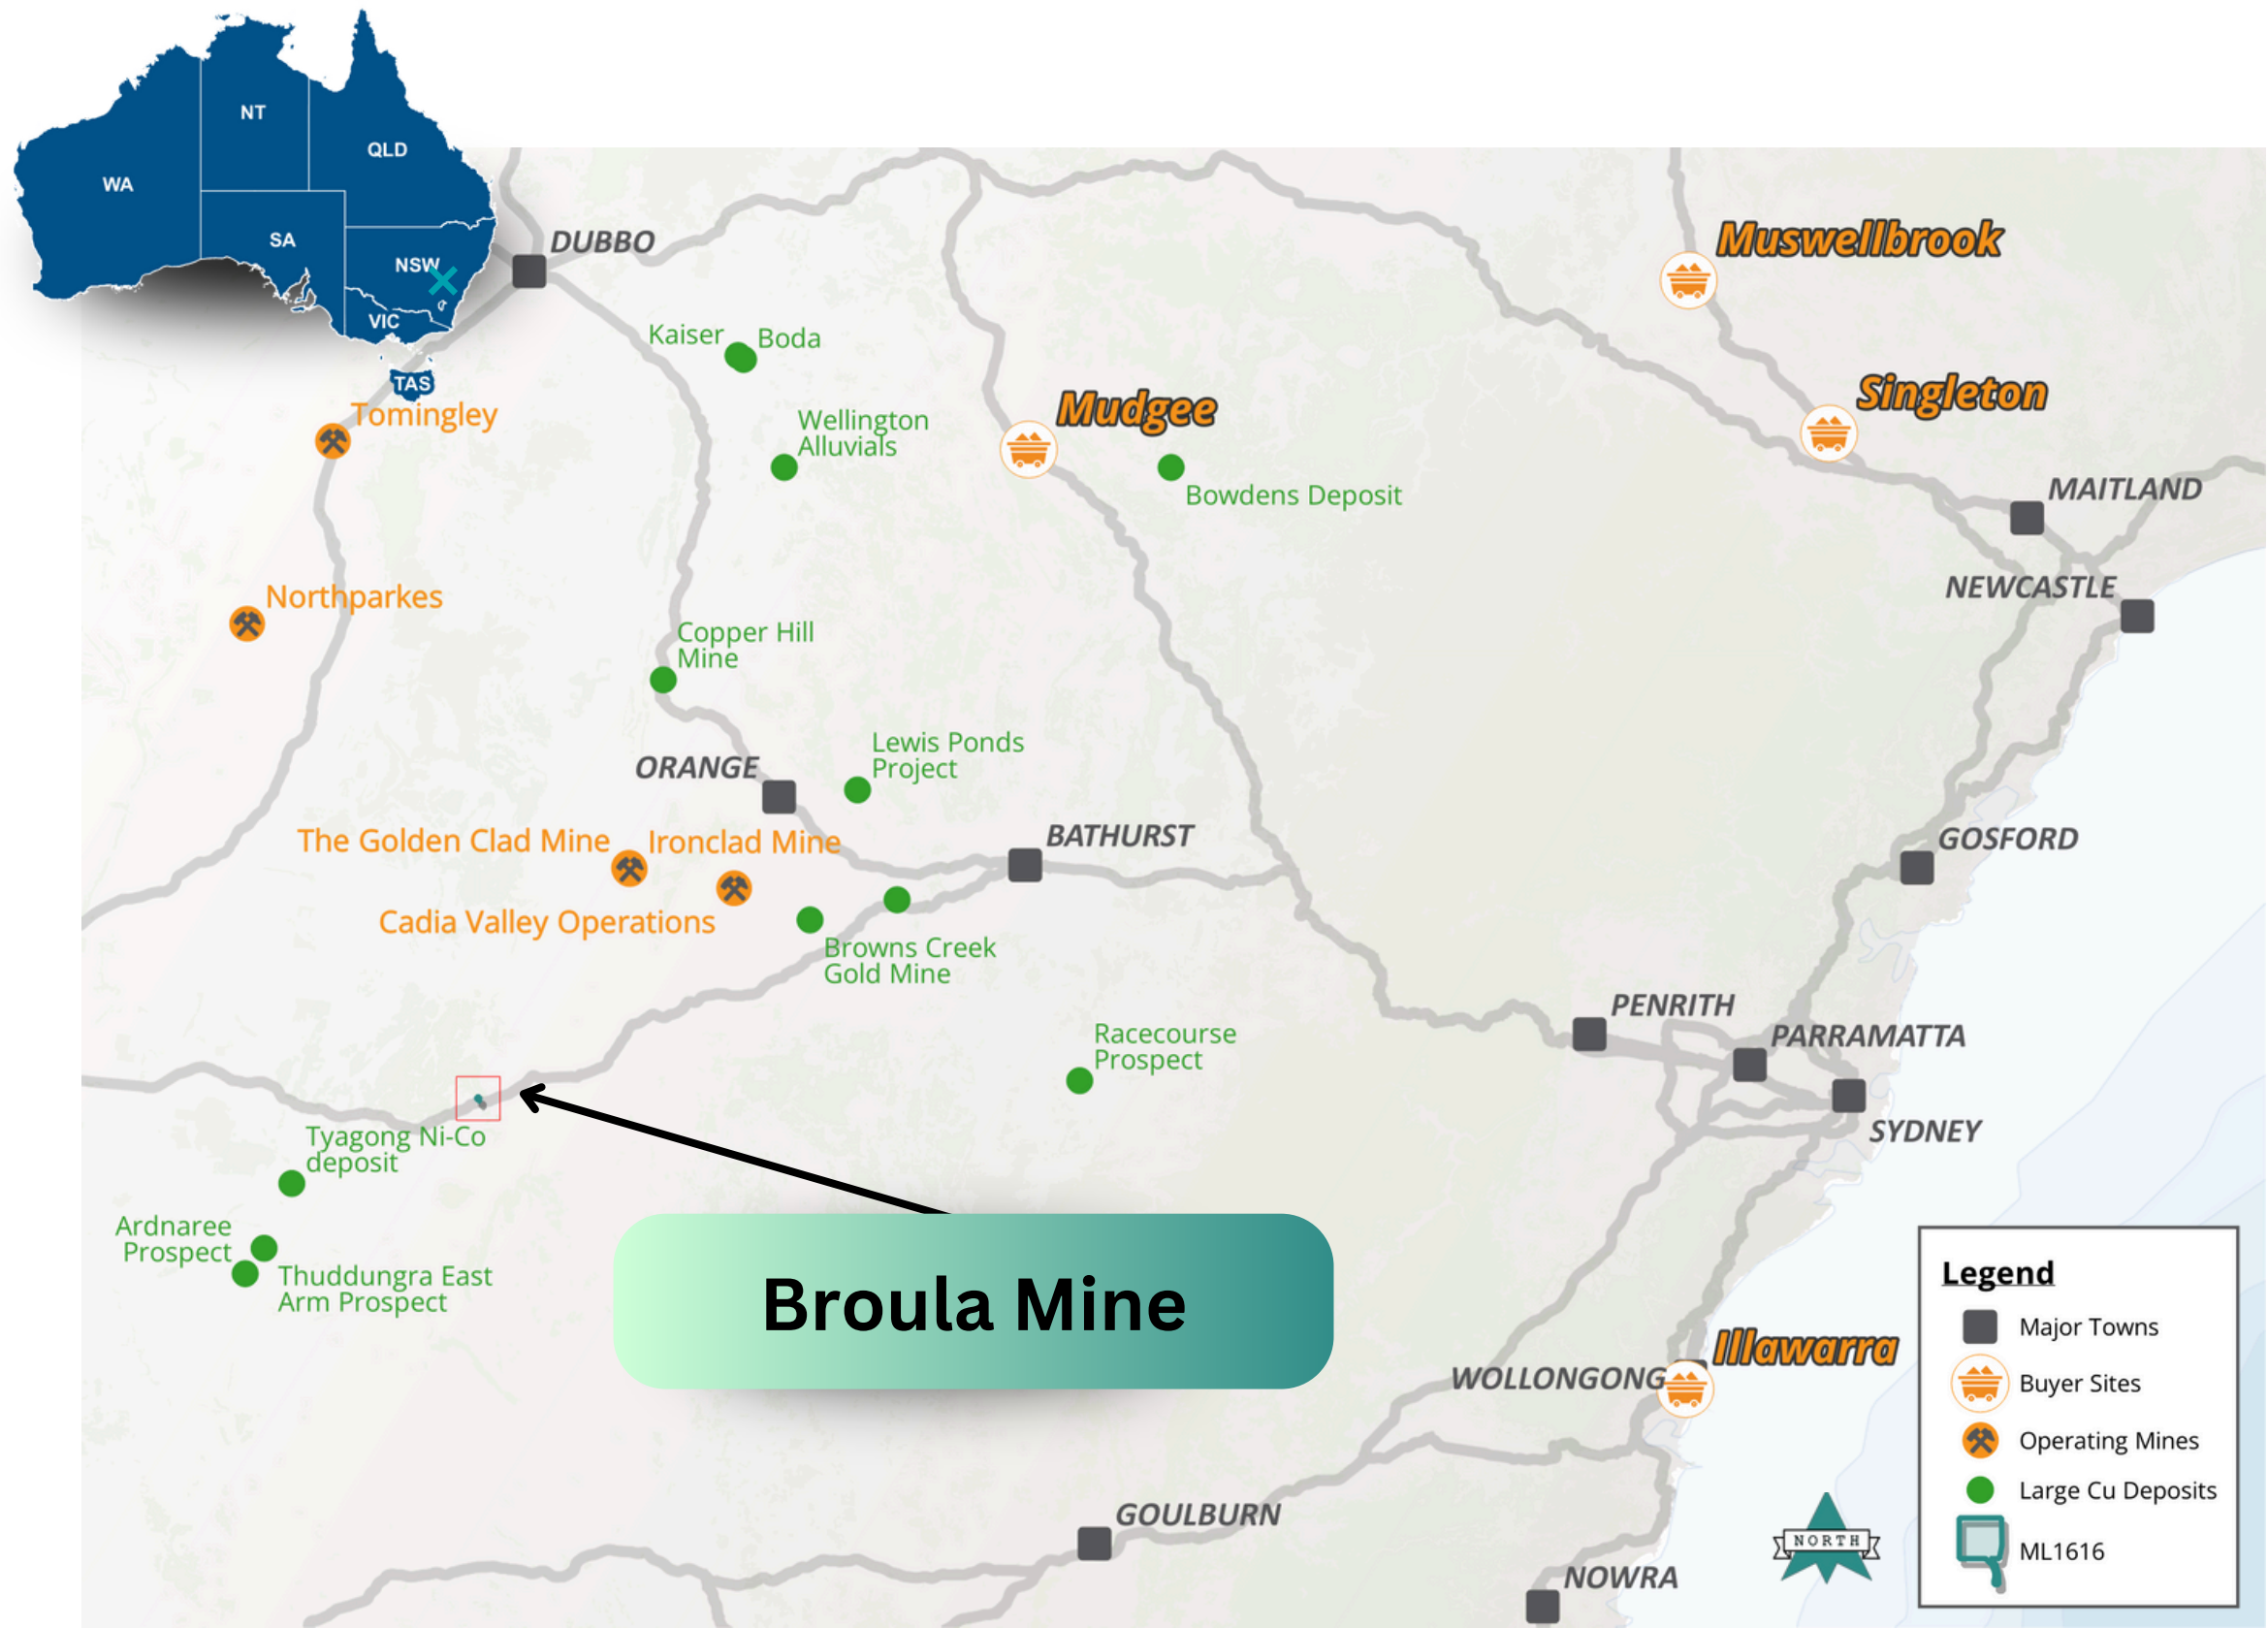 NT
QLD
WA
SA
NSW
VIC
TAS
DUBBO
Muswellbrook
Kaiser
Boda
Singleton
Mudgee
Tomingley
Wellington
Alluvials
Bowdens Deposit
MAITLAND
NEWCASTLE
Northparkes
Copper Hill
Mine
Lewis Ponds
Project
ORANGE
The Golden Clad Mine
Ironclad Mine
BATHURST
GOSFORD
Cadia Valley Operations
Browns Creek
Gold Mine
PENRITH
PARRAMATTA
Racecourse
Prospect
SYDNEY
Tyagong Ni-Co
deposit
Ardnaree
Prospect
Thuddungra East
Arm Prospect
Broula Mine
Illawarra
WOLLONGONG
GOULBURN
NOWRA
NORTH
Legend
Major Towns
Buyer Sites
Operating Mines
Large Cu Deposits
ML1616